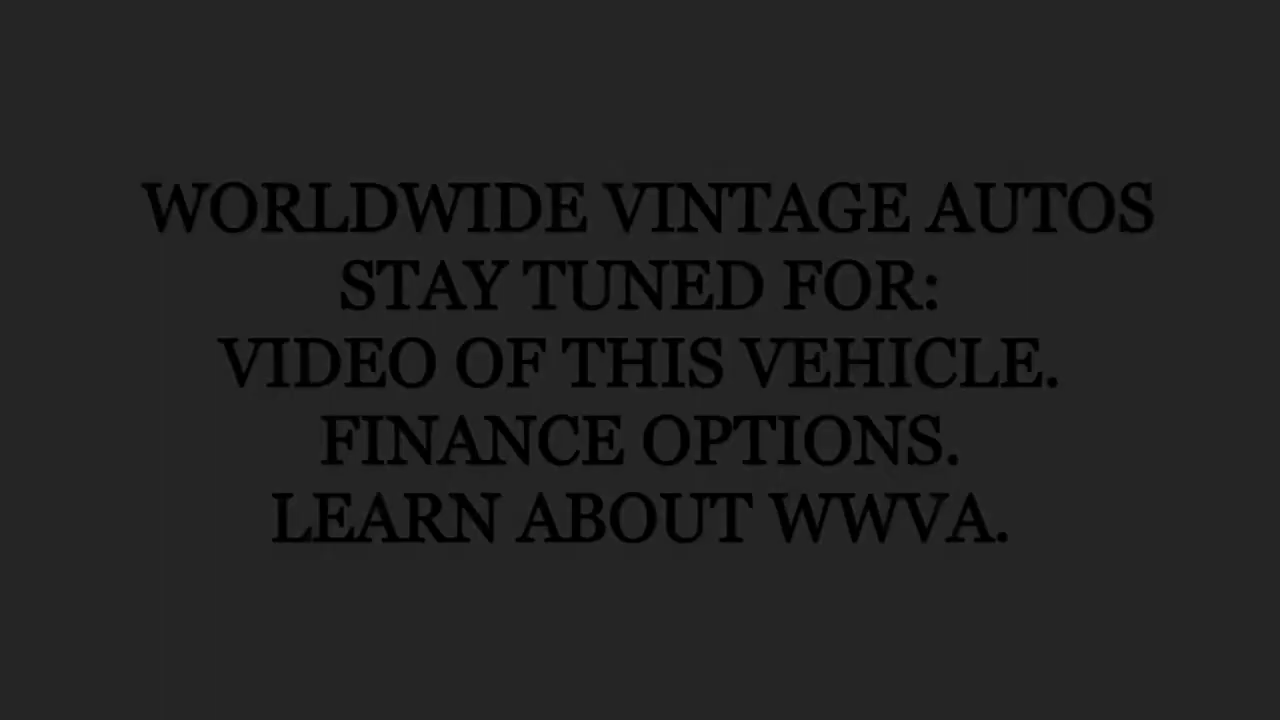 WORLDWIDE VINTAGE AUTOS
STAY TUNED FOR:
VIDEO OF THIS VEHICLE.
FINANCE OPTIONS.
LEARN ABOUT WWVA.